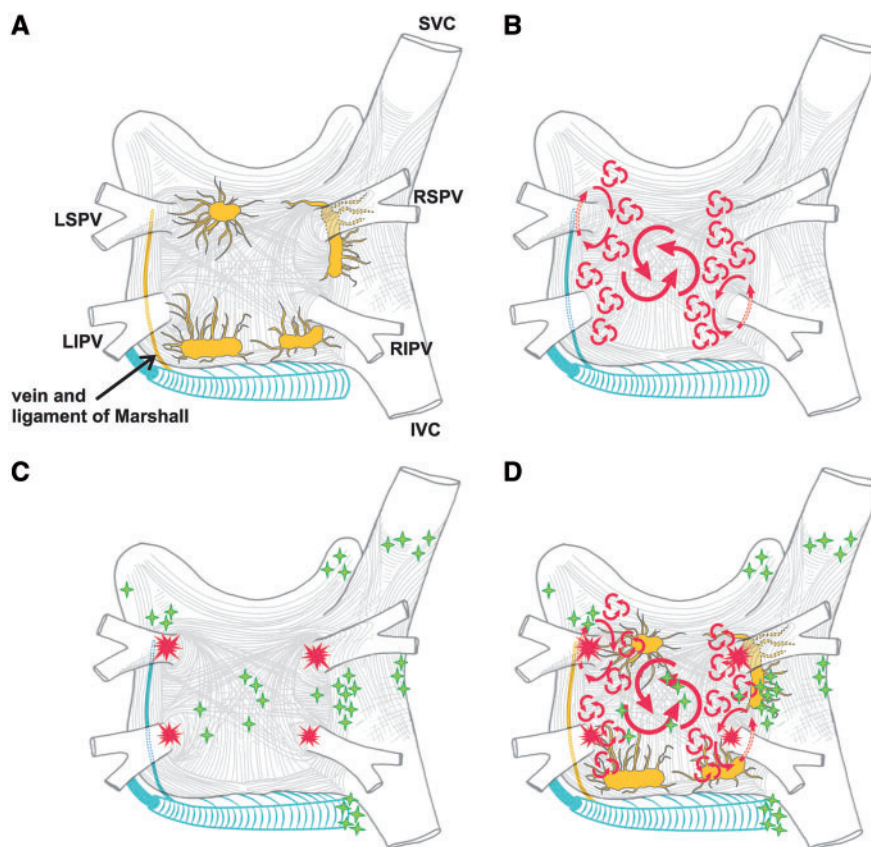 A
SVC
B
LSPV
RSPV
LIPV
RIPV
vein and
ligament of Marshall
IVC
C
D